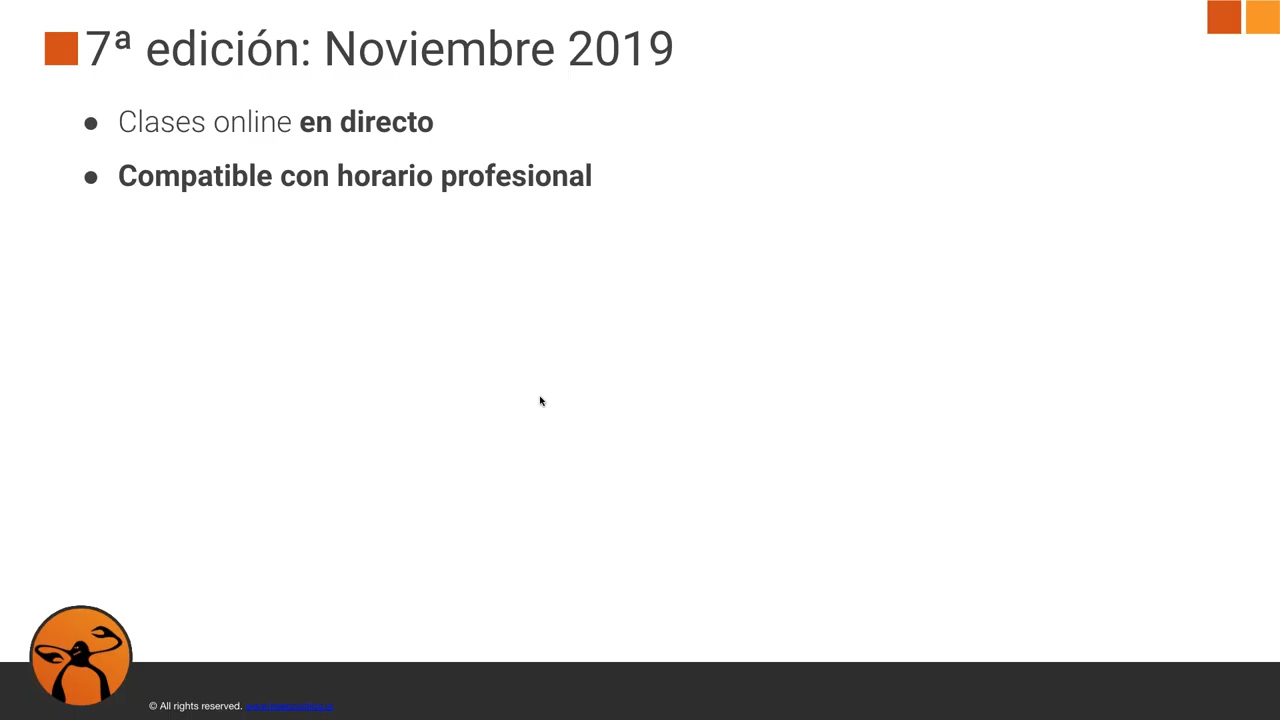 7ª edición: Noviembre 2019
● Clases online en directo
● Compatible con horario profesional
© All rights reserved.